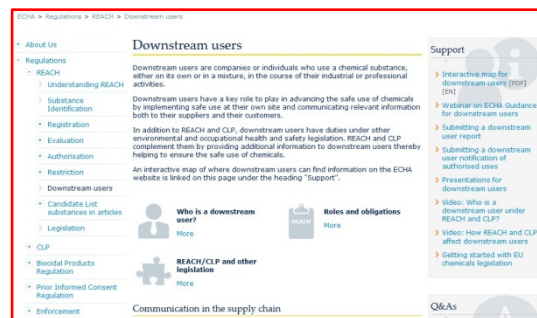 ECHA > Regulations > REACH > Downstream users
About Us
Regulations
REACH
Understanding REACH
Substance
Identification
Registration
Evaluation
Authorisation
Restriction
Downstream users
Candidate List
substances in articles
Legislation
CLP
Biocidal Products
Regulation
Prior Informed Consent
Regulation
Enforcement
Downstream users
Downstream users are companies or individuals who use a chemical substance,
either on its own or in a mixture, in the course of their industrial or professional
activities.
Downstream users have a key role to play in advancing the safe use of chemicals
by implementing safe use at their own site and communicating relevant information
both to their suppliers and their customers.
In addition to REACH and CLP, downstream users have duties under other
environmental and occupational health and safety legislation. REACH and CLP
complement them by providing additional information to downstream users thereby
helping to ensure the safe use of chemicals.
An interactive map of where downstream users can find information on the ECHA
website is linked on this page under the heading "Support".
Who is a downstream
user?
More
REACH
Roles and obligations
More
REACH/CLP and other
legislation
More
Communication in the supply chain
Support
Interactive map for
downstream users [PDF]
[EN]
Webinar on ECHA Guidance
for downstream users
Submitting a downstream
user report
Submitting a downstream
user notification of
authorised uses
Presentations for
downstream users
Video: Who is a
downstream user under
REACH and CLP?
Video: How REACH and CLP
affect downstream users
Getting started with EU
chemicals legislation
Q&As